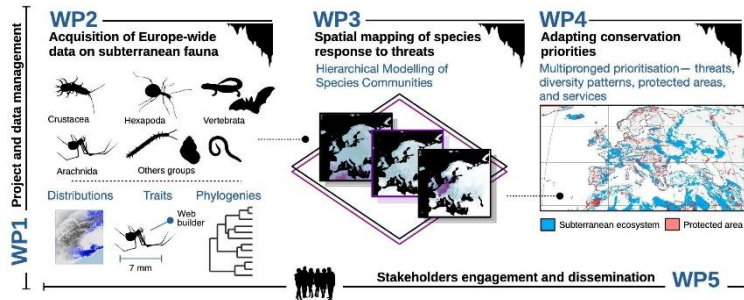 WP2
Acquisition of Europe-wide
data on subterranean fauna
Crustacea
Hexapoda
Vertebrata
Arachnida
Others groups
Distributions
Traits
Phylogenies
Web
builder
7 mm
WP3
Spatial mapping of species
response to threats
Hierarchical Modelling of
Species Communities
WP4
Adapting conservation
priorities
Multipronged prioritisation— threats,
diversity patterns, protected areas,
and services
Subterranean ecosystem
Protected area
WP1
Project and data management
Stakeholders engagement and dissemination
WP5